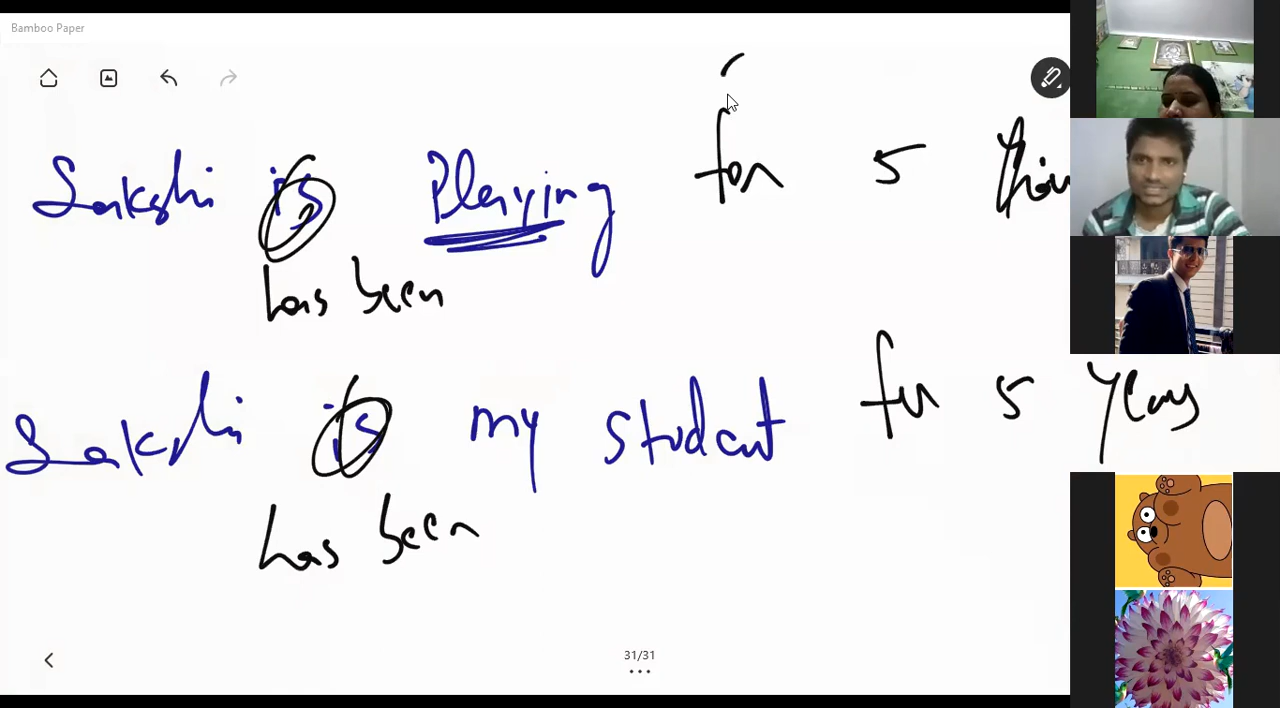 Bamboo Paper
Sakshi is Playing for 5
has been
Sakshi is my student for 5 years
has been
31/31